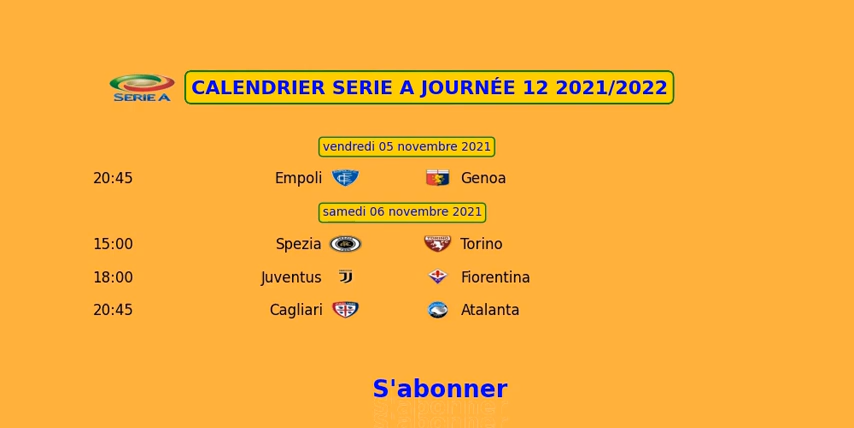 SERIE A
CALENDRIER SERIE A JOURNÉE 12 2021/2022
vendredi 05 novembre 2021
20:45 Empoli Genoa
samedi 06 novembre 2021
15:00 Spezia Torino
18:00 Juventus Fiorentina
20:45 Cagliari Atalanta
S'abonner